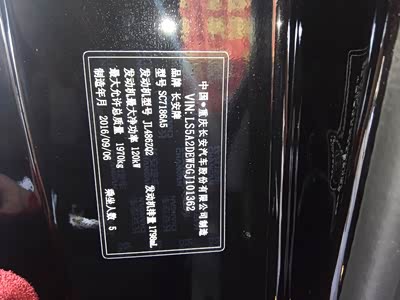 中国•重庆长安汽车股份有限公司制造
VIN: LS5A2DEW5GJ101362
品牌 长安牌
型号 SC7186A5
发动机型号 JL486ZQ2 发动机排量 1798mL
发动机最大净功率 120kW
最大允许总质量 1970kg 乘坐人数 5
制造年月 2016/09/06